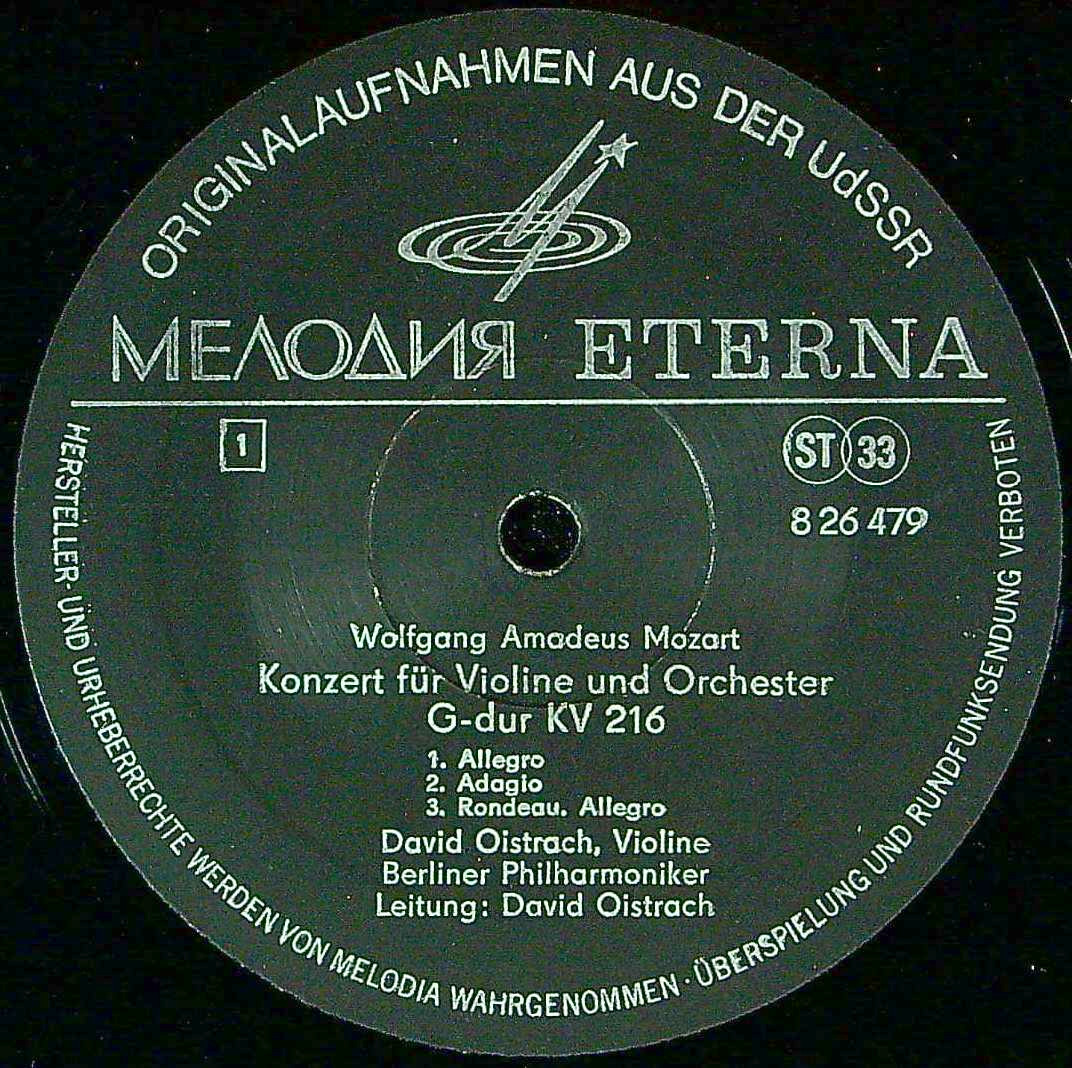 ORIGINALAUFNAHMEN AUS DER UdSSR
МЕЛОДИЯ ETERNA
1
ST 33
8 26 479
Wolfgang Amadeus Mozart
Konzert für Violine und Orchester
G-dur KV 216
1. Allegro
2. Adagio
3. Rondeau. Allegro
David Oistrach, Violine
Berliner Philharmoniker
Leitung: David Oistrach
HERSTELLER- UND URHEBERRECHTE WERDEN VON MELODIA WAHRGENOMMEN · ÜBERSPIELUNG UND RUNDFUNKSENDUNG VERBOTEN